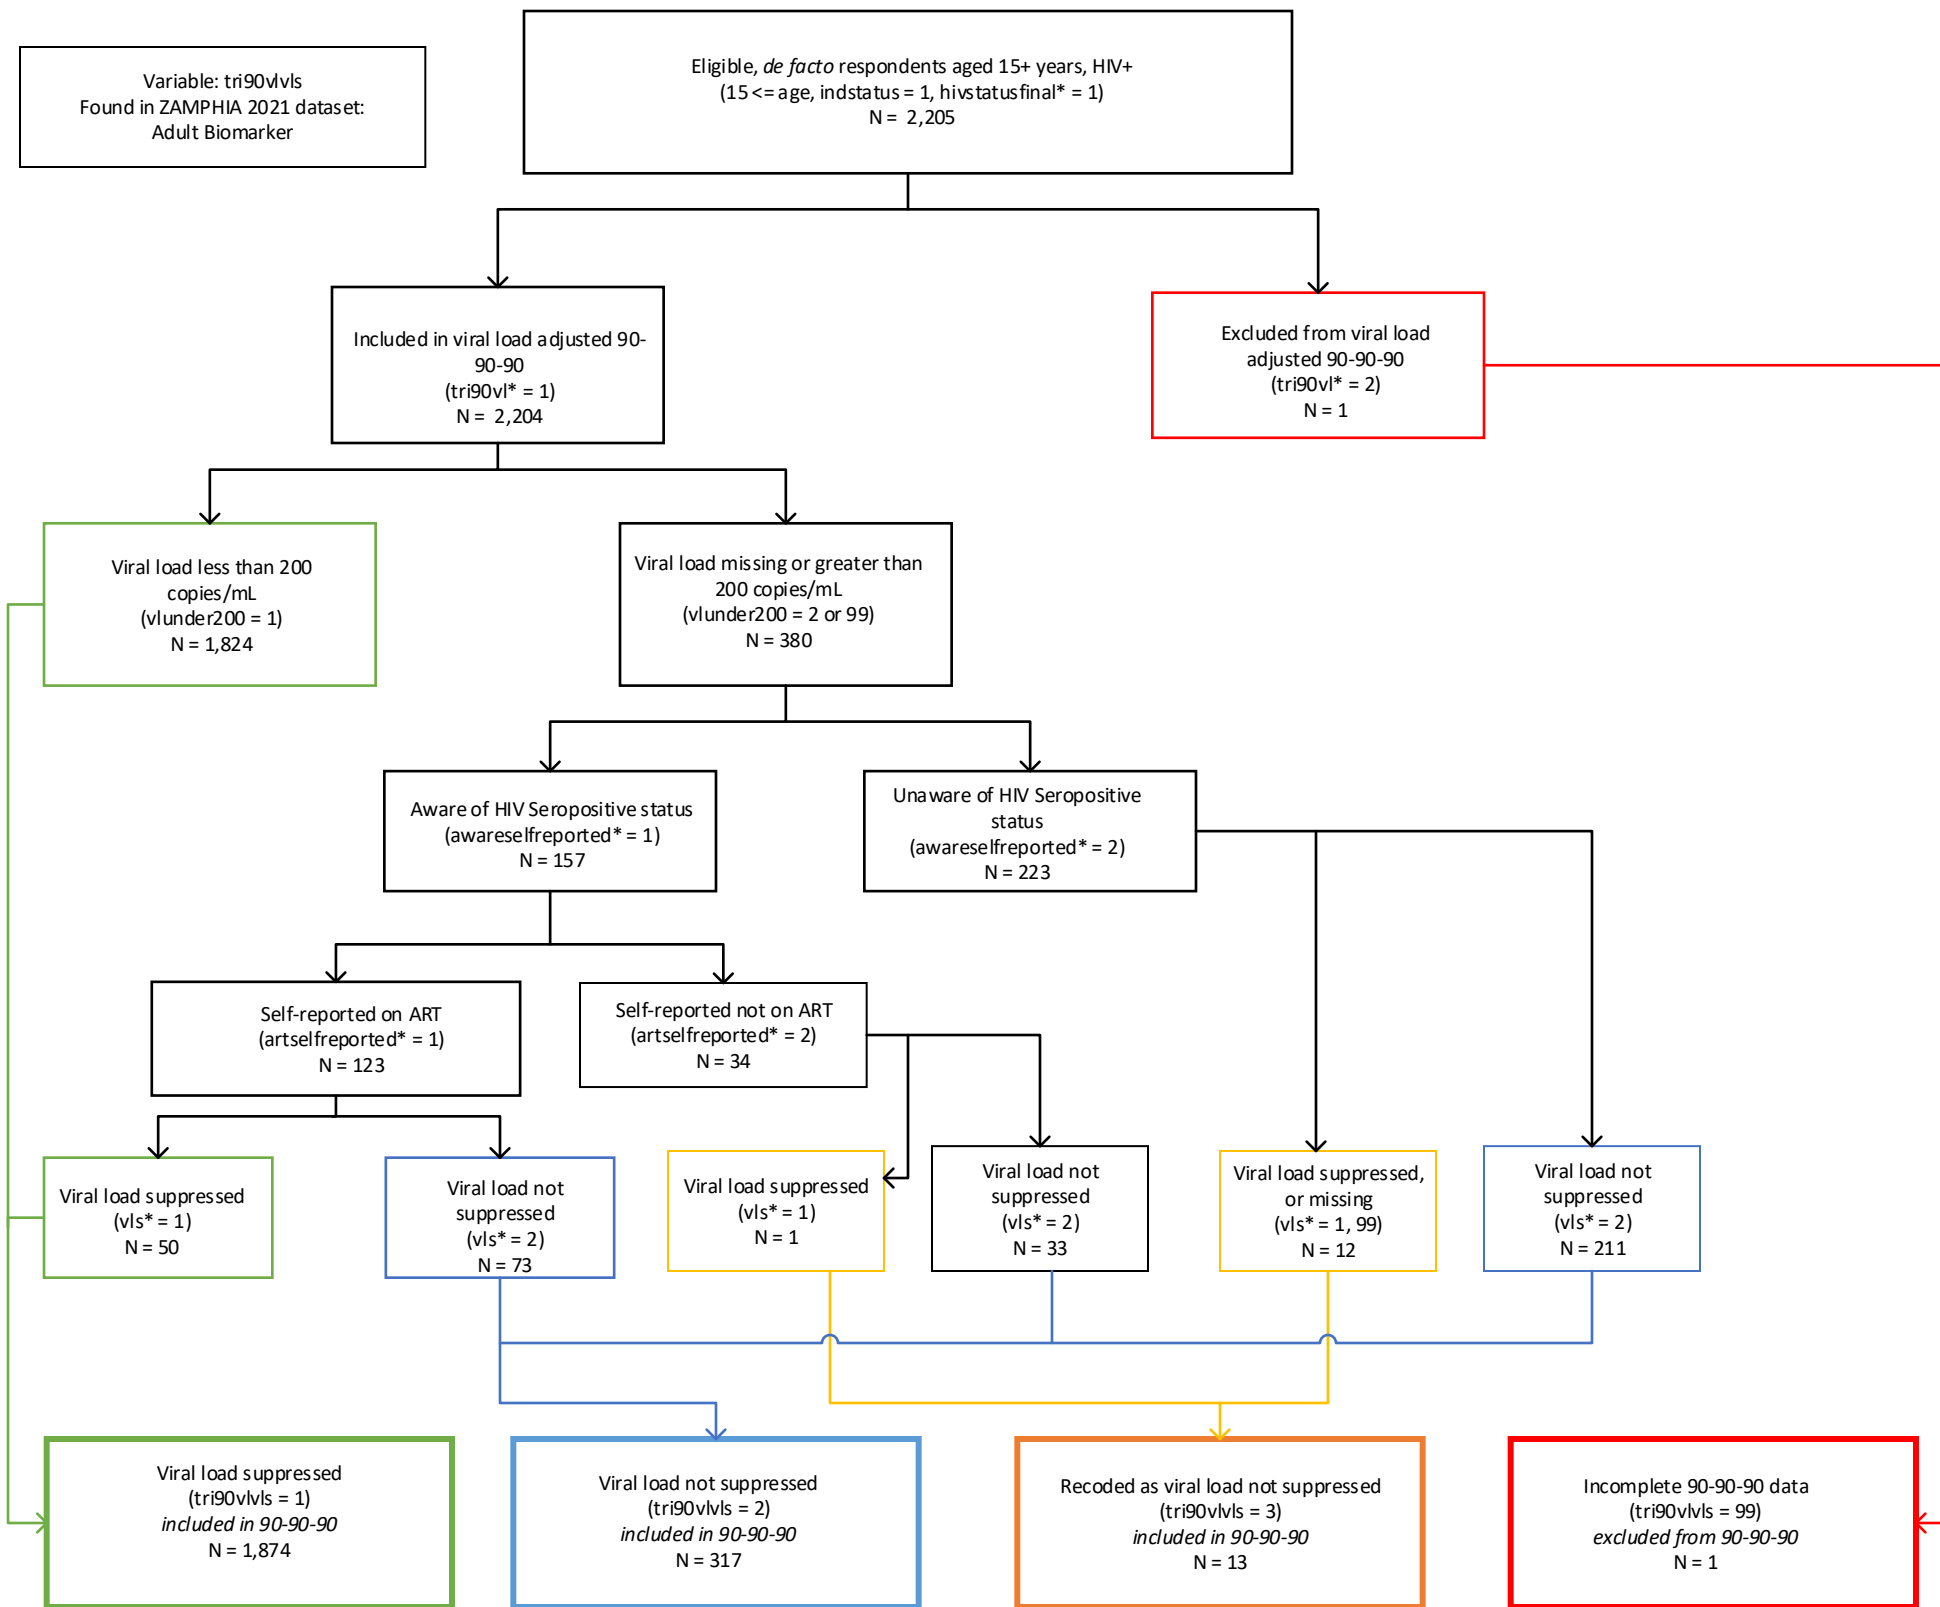 Variable: tri90vlvls
Found in ZAMPHIA 2021 dataset:
Adult Biomarker
Eligible, de facto respondents aged 15+ years, HIV+
(15 <= age, indstatus = 1, hivstatusfinal* = 1)
N = 2,205
Included in viral load adjusted 90-
90-90
(tri90vl* = 1)
N = 2,204
Excluded from viral load
adjusted 90-90-90
(tri90vl* = 2)
N = 1
Viral load less than 200
copies/mL
(vlunder200 = 1)
N = 1,824
Viral load missing or greater than
200 copies/mL
(vlunder200 = 2 or 99)
N = 380
Aware of HIV Seropositive status
(awareselfreported* = 1)
N = 157
Unaware of HIV Seropositive
status
(awareselfreported* = 2)
N = 223
Self-reported on ART
(artselfreported* = 1)
N = 123
Self-reported not on ART
(artselfreported* = 2)
N = 34
Viral load suppressed
(vls* = 1)
N = 50
Viral load not
suppressed
(vls* = 2)
N = 73
Viral load suppressed
(vls* = 1)
N = 1
Viral load not
suppressed
(vls* = 2)
N = 33
Viral load suppressed,
or missing
(vls* = 1, 99)
N = 12
Viral load not
suppressed
(vls* = 2)
N = 211
Viral load suppressed
(tri90vlvls = 1)
included in 90-90-90
N = 1,874
Viral load not suppressed
(tri90vlvls = 2)
included in 90-90-90
N = 317
Recoded as viral load not suppressed
(tri90vlvls = 3)
included in 90-90-90
N = 13
Incomplete 90-90-90 data
(tri90vlvls = 99)
excluded from 90-90-90
N = 1